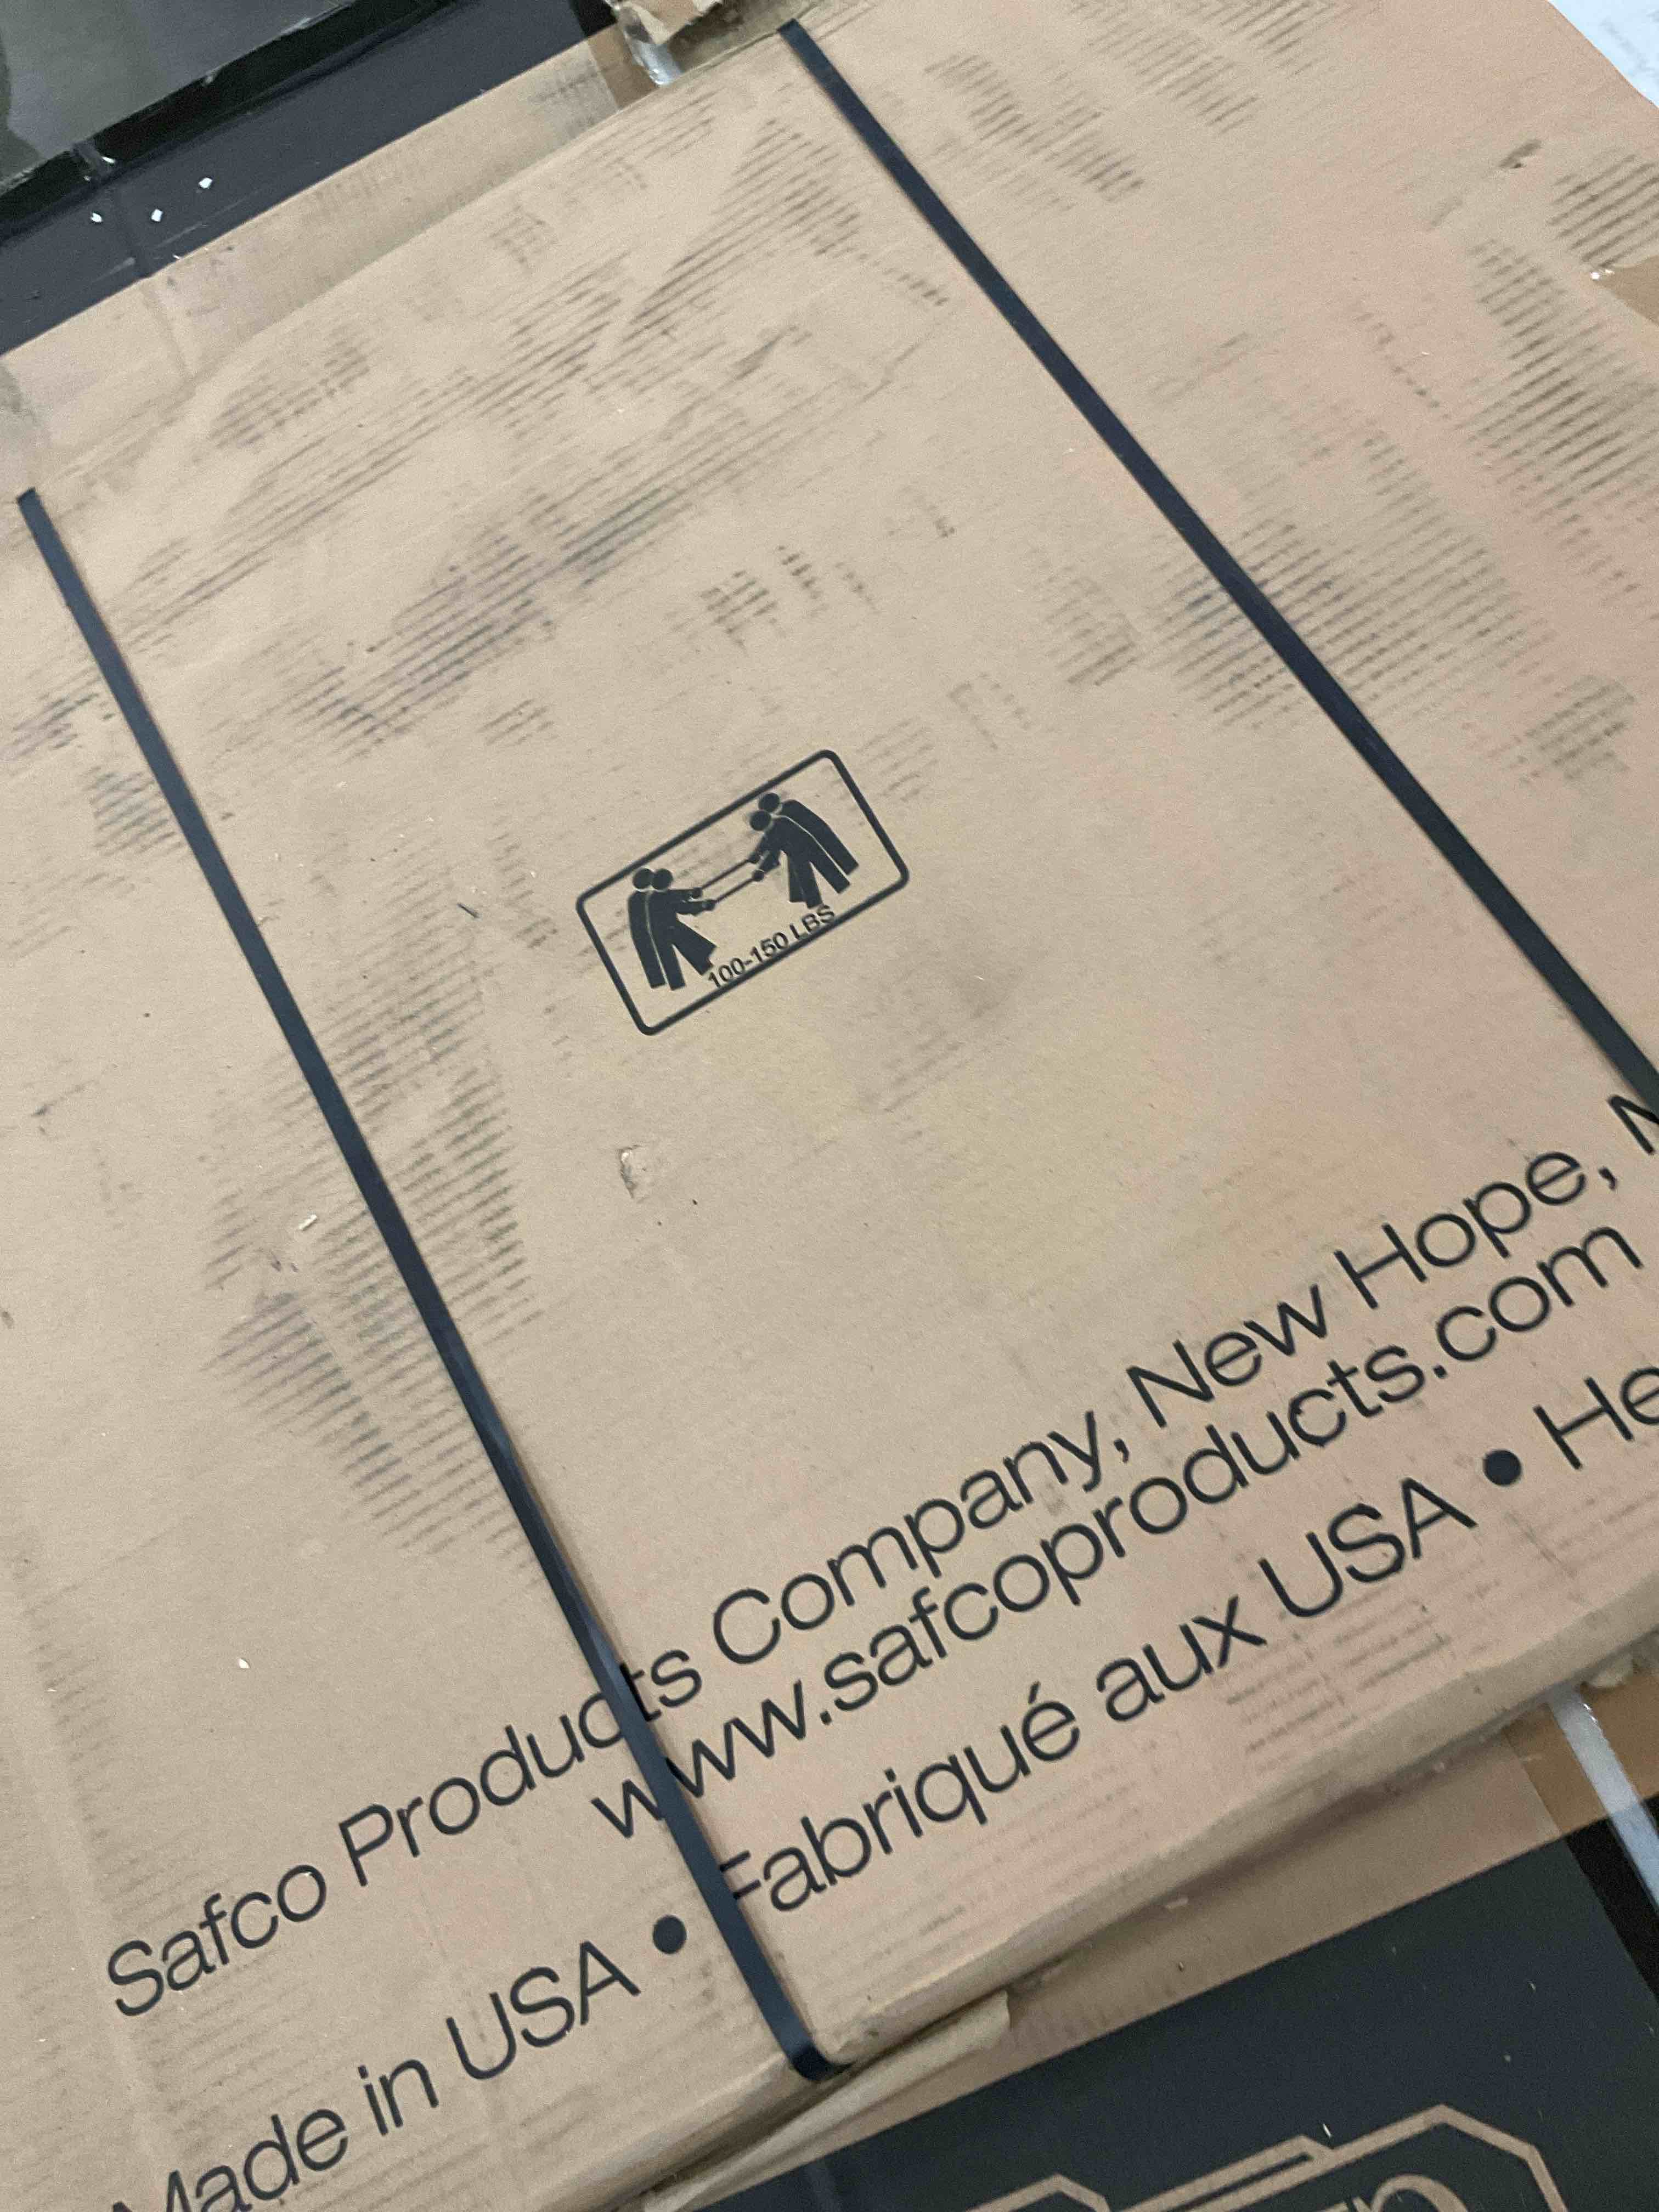 100-150 LBS
Safco Products Company, New Hope,
www.safcoproducts.com
Made in USA • Fabriqué aux USA •